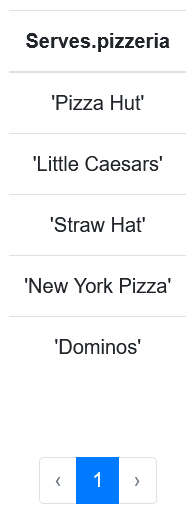 Serves.pizzeria
'Pizza Hut'
'Little Caesars'
'Straw Hat'
'New York Pizza'
'Dominos'
‹ 1 ›